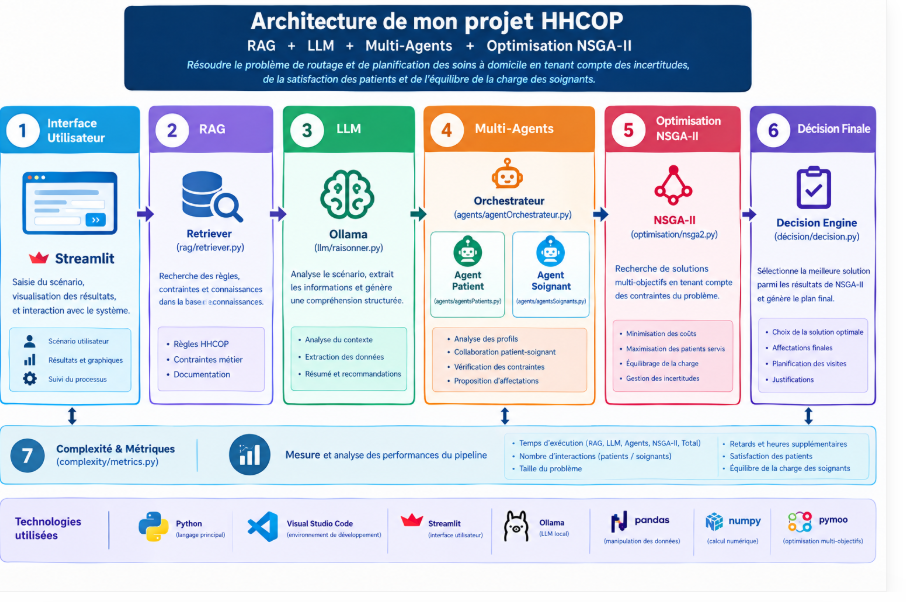 Architecture de mon projet HHCOP
RAG + LLM + Multi-Agents + Optimisation NSGA-II
Résoudre le problème de routage et de planification des soins à domicile en tenant compte des incertitudes,
de la satisfaction des patients et de l'équilibre de la charge des soignants.
1
Interface
Utilisateur
Streamlit
Saisie du scénario,
visualisation des résultats,
et interaction avec le système.
Scénario utilisateur
Résultats et graphiques
Suivi du processus
2
RAG
Retriever
(rag/retriever.py)
Recherche des règles,
contraintes et connaissances
dans la base
• Règles HHCOP
• Contraintes métier
• Documentation
3
LLM
Ollama
(llm/raisonner.py)
Analyse le scénario, extrait
les informations et génère
une compréhension structurée.
• Analyse du contexte
• Extraction des données
• Résumé et recommandations
4
Multi-Agents
Orchestrateur
(agents/agentOrchestrateur.py)
Agent
Patient
(agents/agentsPatients.py)
Agent
Soignant
(agents/agentsSoignants.py)
• Analyse des profils
• Collaboration patient-soignant
• Vérification des contraintes
• Proposition d'affectations
5
Optimisation
NSGA-II
NSGA-II
(optimisation/nsga2.py)
Recherche de solutions
multi-objectifs en tenant compte
des contraintes du problème.
• Minimisation des coûts
• Maximisation des patients servis
• Équilibrage de la charge
• Gestion des incertitudes
6
Décision Finale
Decision Engine
(décision/decision.py)
Sélectionne la meilleure solution
parmi les résultats de NSGA-II
et génère le plan final.
• Choix de la solution optimale
• Affectations finales
• Planification des visites
• Justifications
7
Complexité & Métriques
(complexity/metrics.py)
Mesure et analyse des performances du pipeline
• Temps d'exécution (RAG, LLM, Agents, NSGA-II, Total)
• Nombre d'interactions (patients / soignants)
• Taille du problème
• Retards et heures supplémentaires
• Satisfaction des patients
• Équilibre de la charge des soignants
Technologies
utilisées
Python
(langage principal)
Visual Studio Code
(environnement de développement)
Streamlit
(interface utilisateur)
Ollama
(LLM local)
pandas
(manipulation des données)
numpy
(calcul numérique)
pymoo
(optimisation multi-objectifs)